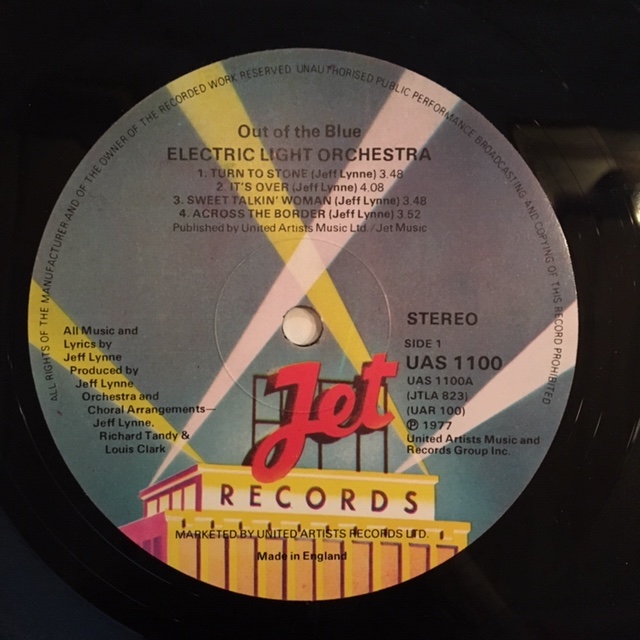 ALL RIGHTS OF THE MANUFACTURER AND OF THE OWNER OF THE RECORDED WORK RESERVED UNAUTHORISED PUBLIC PERFORMANCE BROADCASTING AND COPYING OF THIS RECORD PROHIBITED
Out of the Blue
ELECTRIC LIGHT ORCHESTRA
1. TURN TO STONE (Jeff Lynne) 3.48
2. IT'S OVER (Jeff Lynne) 4.08
3. SWEET TALKIN' WOMAN (Jeff Lynne) 3.48
4. ACROSS THE BORDER (Jeff Lynne) 3.52
Published by United Artists Music Ltd./Jet Music
All Music and
Lyrics by
Jeff Lynne
Produced by
Jeff Lynne
Orchestra and
Choral Arrangements—
Jeff Lynne.
Richard Tandy &
Louis Clark
STEREO
SIDE 1
UAS 1100
UAS 1100A
(JTLA 823)
(UAR 100)
℗ 1977
United Artists Music and
Records Group Inc.
Jet
RECORDS
MARKETED BY UNITED ARTISTS RECORDS LTD.
Made in England